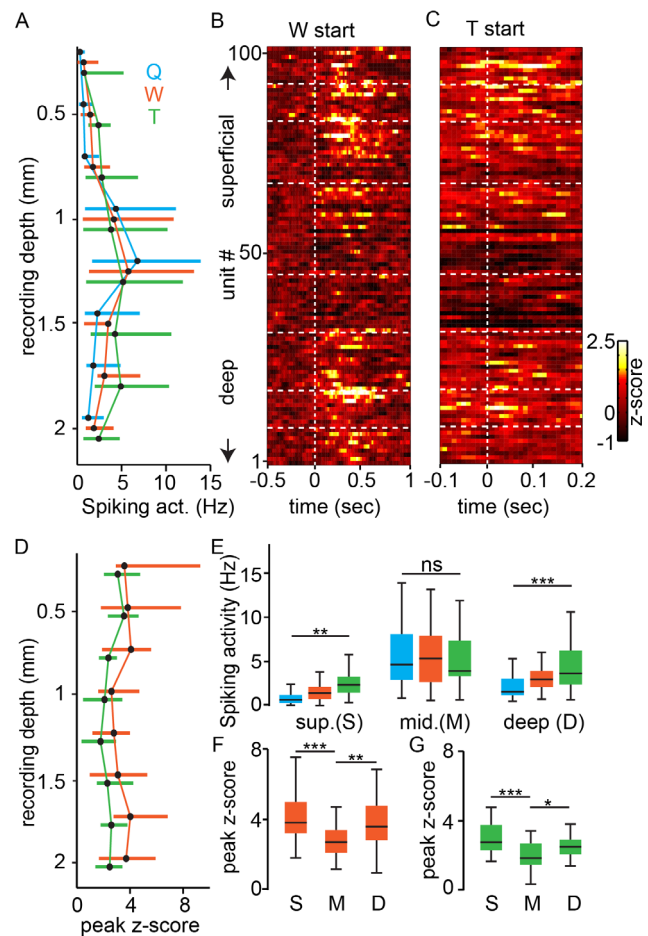 A
B
W start
C
T start
Q
W
T
recording depth (mm)
0.5
1
1.5
2
0
5
10
15
Spiking act. (Hz)
unit #
superficial
deep
100
50
1
-0.5
0
0.5
1
time (sec)
-0.1
0
0.1
0.2
time (sec)
2.5
0
-1
z-score
D
recording depth (mm)
0.5
1
1.5
2
0
4
8
peak z-score
E
Spiking activity (Hz)
15
10
5
0
**
ns
***
sup.(S)
mid.(M)
deep (D)
F
peak z-score
8
4
0
***
**
S
M
D
G
peak z-score
8
4
0
***
*
S
M
D